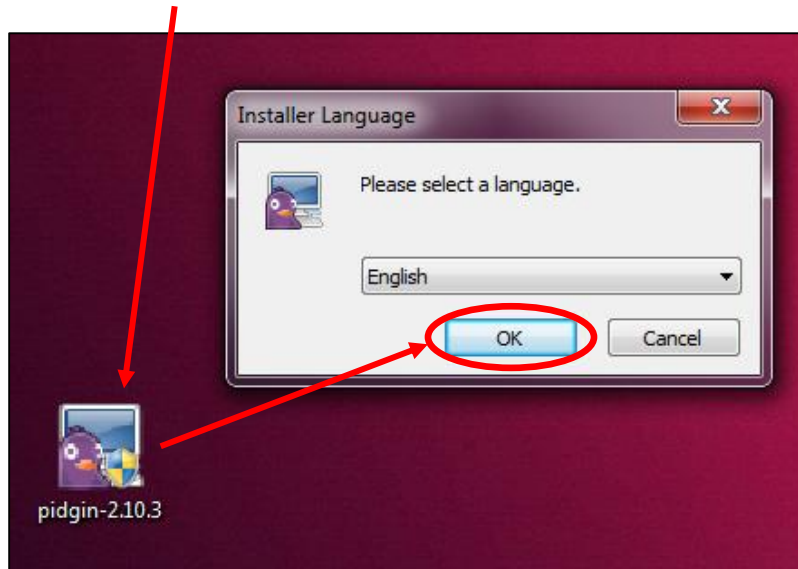 Installer Language
Please select a language.
English
OK Cancel
pidgin-2.10.3